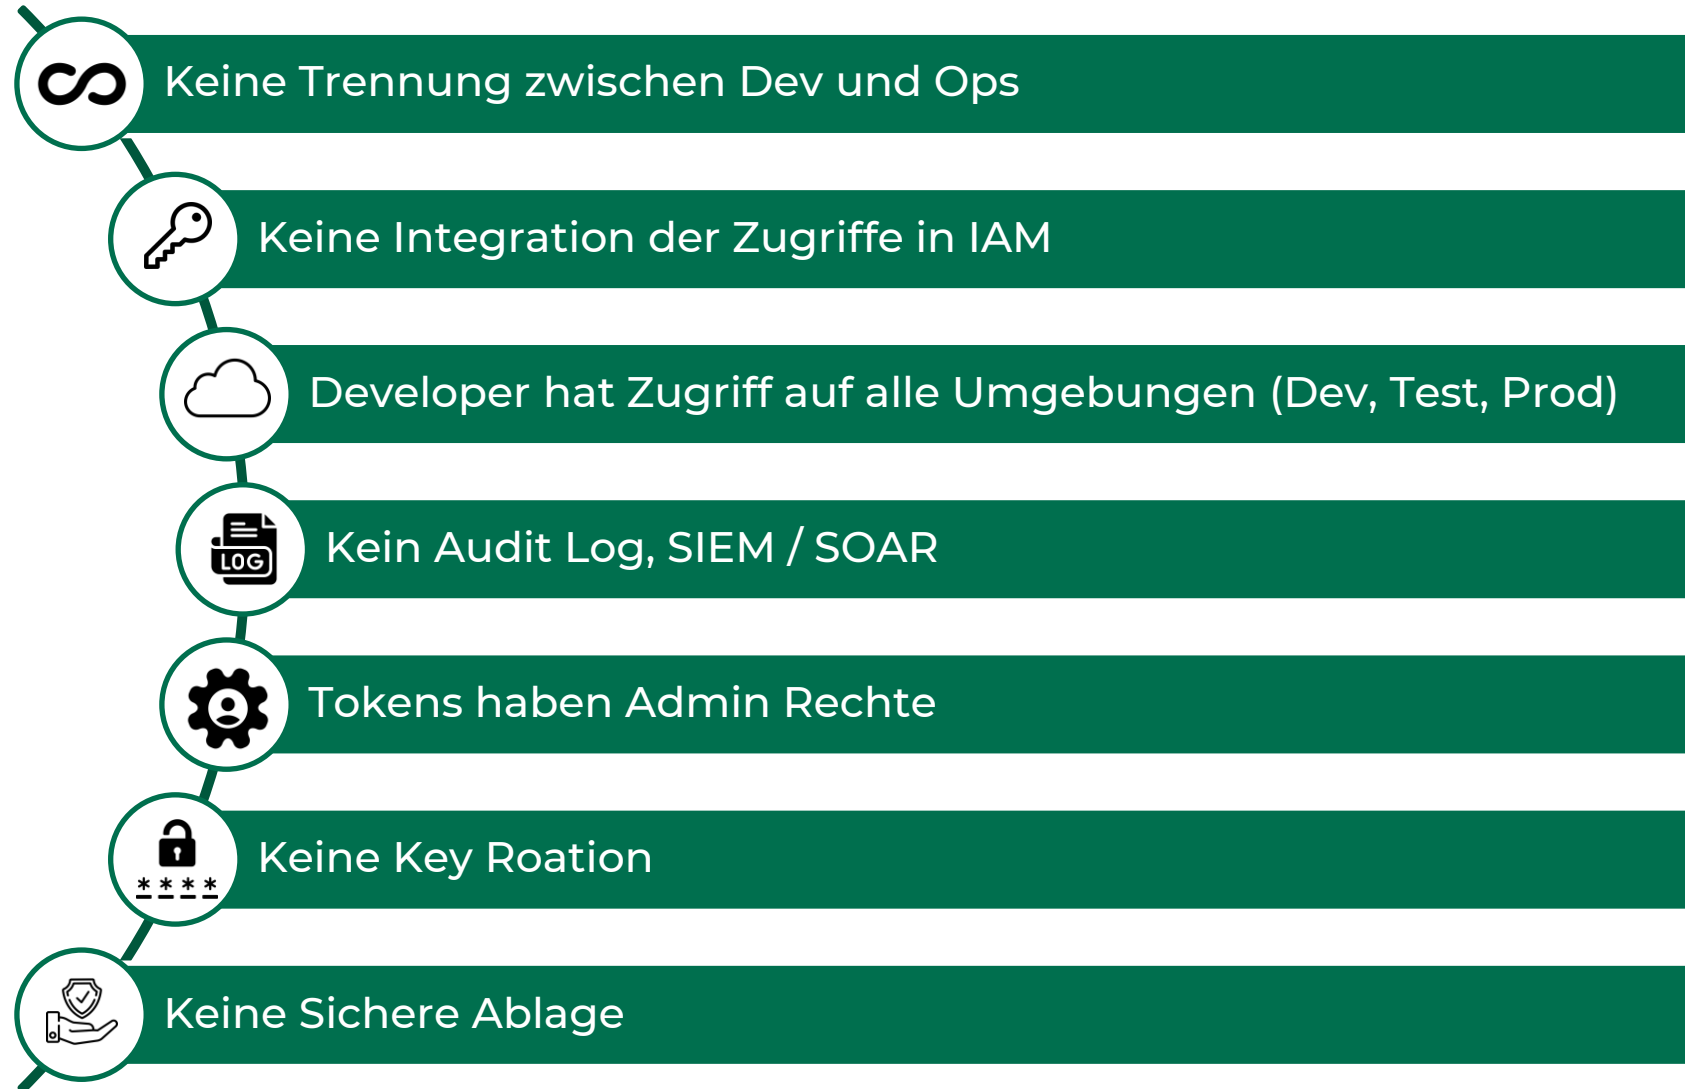 Keine Trennung zwischen Dev und Ops
Keine Integration der Zugriffe in IAM
Developer hat Zugriff auf alle Umgebungen (Dev, Test, Prod)
LOG
Kein Audit Log, SIEM / SOAR
Tokens haben Admin Rechte
Keine Key Roation
****
Keine Sichere Ablage